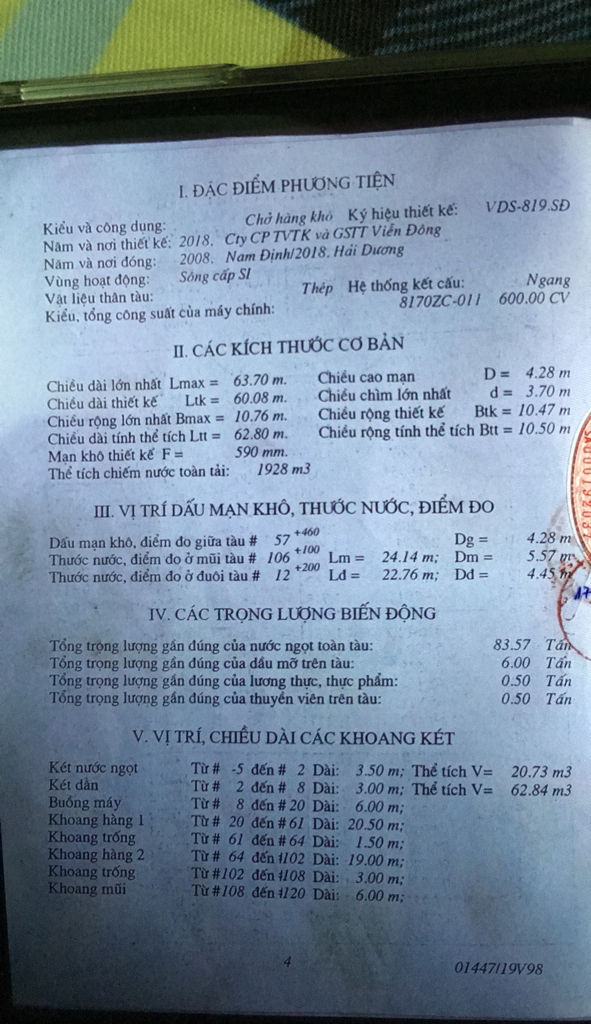 I. ĐẶC ĐIỂM PHƯƠNG TIỆN
Kiểu và công dụng: Chở hàng khô Ký hiệu thiết kế: VDS-819.SĐ
Năm và nơi thiết kế: 2018. Cty CP TVTK và GSTT Viễn Đông
Năm và nơi đóng: 2008. Nam Định/2018. Hải Dương
Vùng hoạt động: Sông cấp SI
Vật liệu thân tàu: Thép Hệ thống kết cấu: Ngang
Kiểu, tổng công suất của máy chính: 8170ZC-011 600.00 CV
II. CÁC KÍCH THƯỚC CƠ BẢN
Chiều dài lớn nhất Lmax = 63.70 m. Chiều cao mạn D = 4.28 m
Chiều dài thiết kế Ltk = 60.08 m. Chiều chìm lớn nhất d = 3.70 m
Chiều rộng lớn nhất Bmax = 10.76 m. Chiều rộng thiết kế Btk = 10.47 m
Chiều dài tính thể tích Ltt = 62.80 m. Chiều rộng tính thể tích Btt = 10.50 m
Mạn khô thiết kế F = 590 mm.
Thể tích chiếm nước toàn tải: 1928 m3
III. VỊ TRÍ DẤU MẠN KHÔ, THƯỚC NƯỚC, ĐIỂM ĐO
Dấu mạn khô, điểm đo giữa tàu # 57 +460 Dg = 4.28 m
Thước nước, điểm đo ở mũi tàu # 106 +100 Lm = 24.14 m; Dm = 5.57 m
Thước nước, điểm đo ở đuôi tàu # 12 +200 Lđ = 22.76 m; Dđ = 4.45 m
IV. CÁC TRỌNG LƯỢNG BIẾN ĐỘNG
Tổng trọng lượng gần đúng của nước ngọt toàn tàu: 83.57 Tấn
Tổng trọng lượng gần đúng của dầu mỡ trên tàu: 6.00 Tấn
Tổng trọng lượng gần đúng của lương thực, thực phẩm: 0.50 Tấn
Tổng trọng lượng gần đúng của thuyền viên trên tàu: 0.50 Tấn
V. VỊ TRÍ, CHIỀU DÀI CÁC KHOANG KÉT
Két nước ngọt Từ # -5 đến # 2 Dài: 3.50 m; Thể tích V= 20.73 m3
Két dằn Từ # 2 đến # 8 Dài: 3.00 m; Thể tích V= 62.84 m3
Buồng máy Từ # 8 đến # 20 Dài: 6.00 m;
Khoang hàng 1 Từ # 20 đến # 61 Dài: 20.50 m;
Khoang trống Từ # 61 đến # 64 Dài: 1.50 m;
Khoang hàng 2 Từ # 64 đến #102 Dài: 19.00 m;
Khoang trống Từ #102 đến #108 Dài: 3.00 m;
Khoang mũi Từ #108 đến #120 Dài: 6.00 m;
4
01447/19V98
17